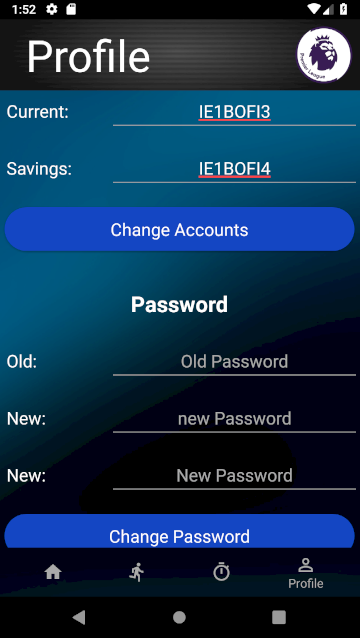 1:52
Profile
Premier League
Current: IE1BOFI3
Savings: IE1BOFI4
Change Accounts
Password
Old: Old Password
New: new Password
New: New Password
Change Password
Profile